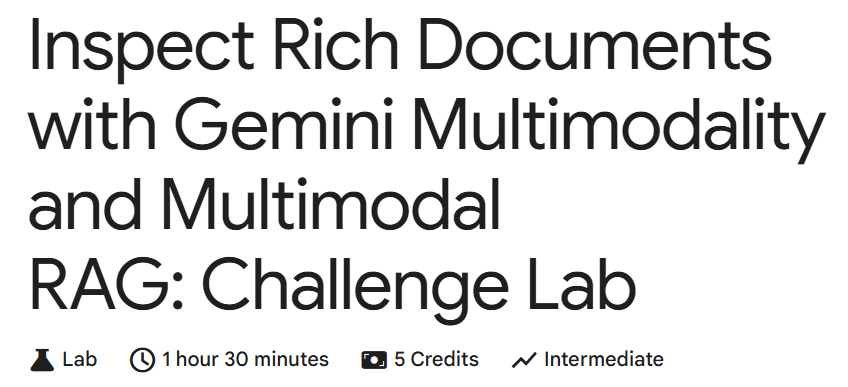 Inspect Rich Documents
with Gemini Multimodality
and Multimodal
RAG: Challenge Lab
Lab 1 hour 30 minutes 5 Credits Intermediate